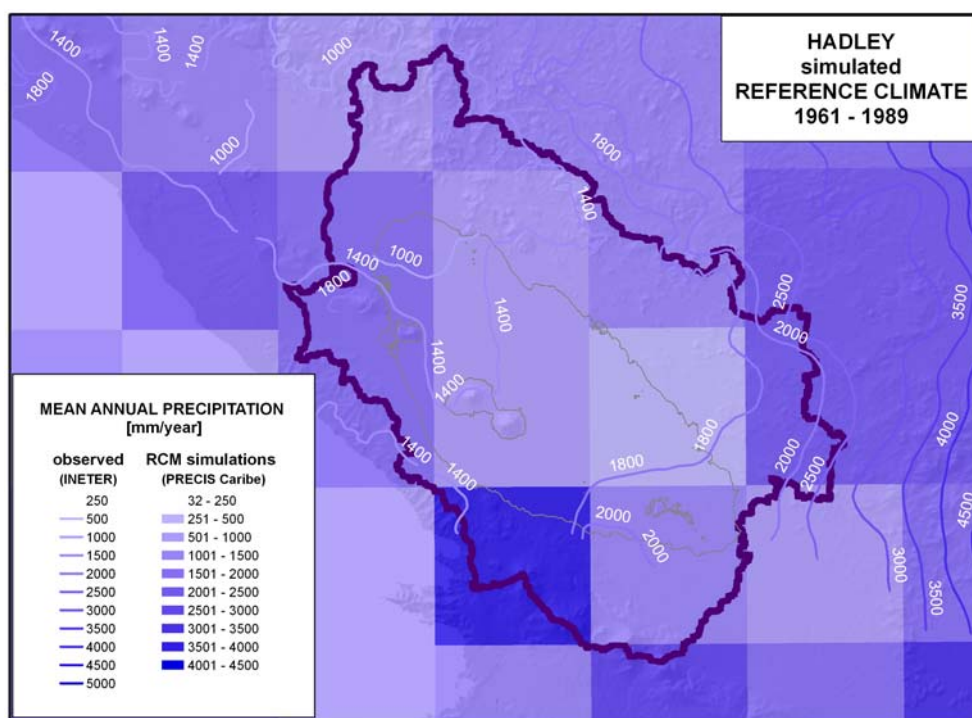 HADLEY
simulated
REFERENCE CLIMATE
1961 - 1989
1400
1400
1400
1000
1800
1000
1800
1400
1400
1000
1800
2500
3500
2000
1400
1400
1400
4000
1800
1400
1800
1400
2000
2500
4500
2000
2000
3000
3500
MEAN ANNUAL PRECIPITATION
[mm/year]
observed RCM simulations
(INETER) (PRECIS Caribe)
250 32 - 250
500 251 - 500
1000 501 - 1000
1500 1001 - 1500
2000 1501 - 2000
2500 2001 - 2500
3000 2501 - 3000
3500 3001 - 3500
4000 3501 - 4000
4500 4001 - 4500
5000